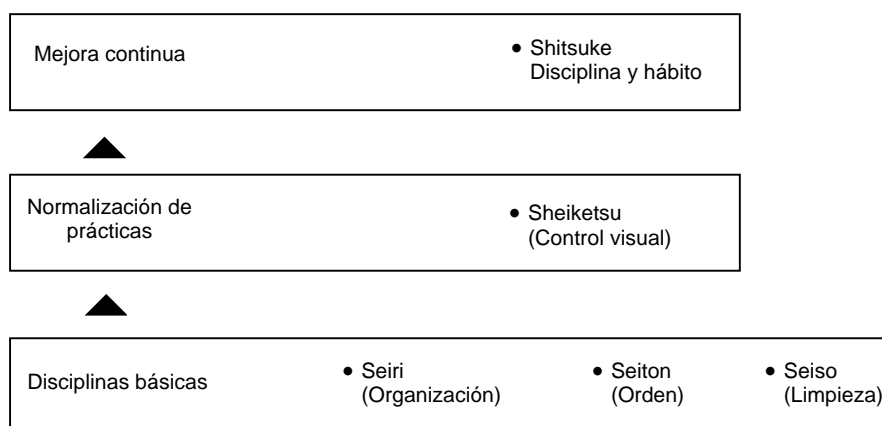 Mejora continua
• Shitsuke
Disciplina y hábito
Normalización de
prácticas
• Sheiketsu
(Control visual)
Disciplinas básicas
• Seiri
(Organización)
• Seiton
(Orden)
• Seiso
(Limpieza)